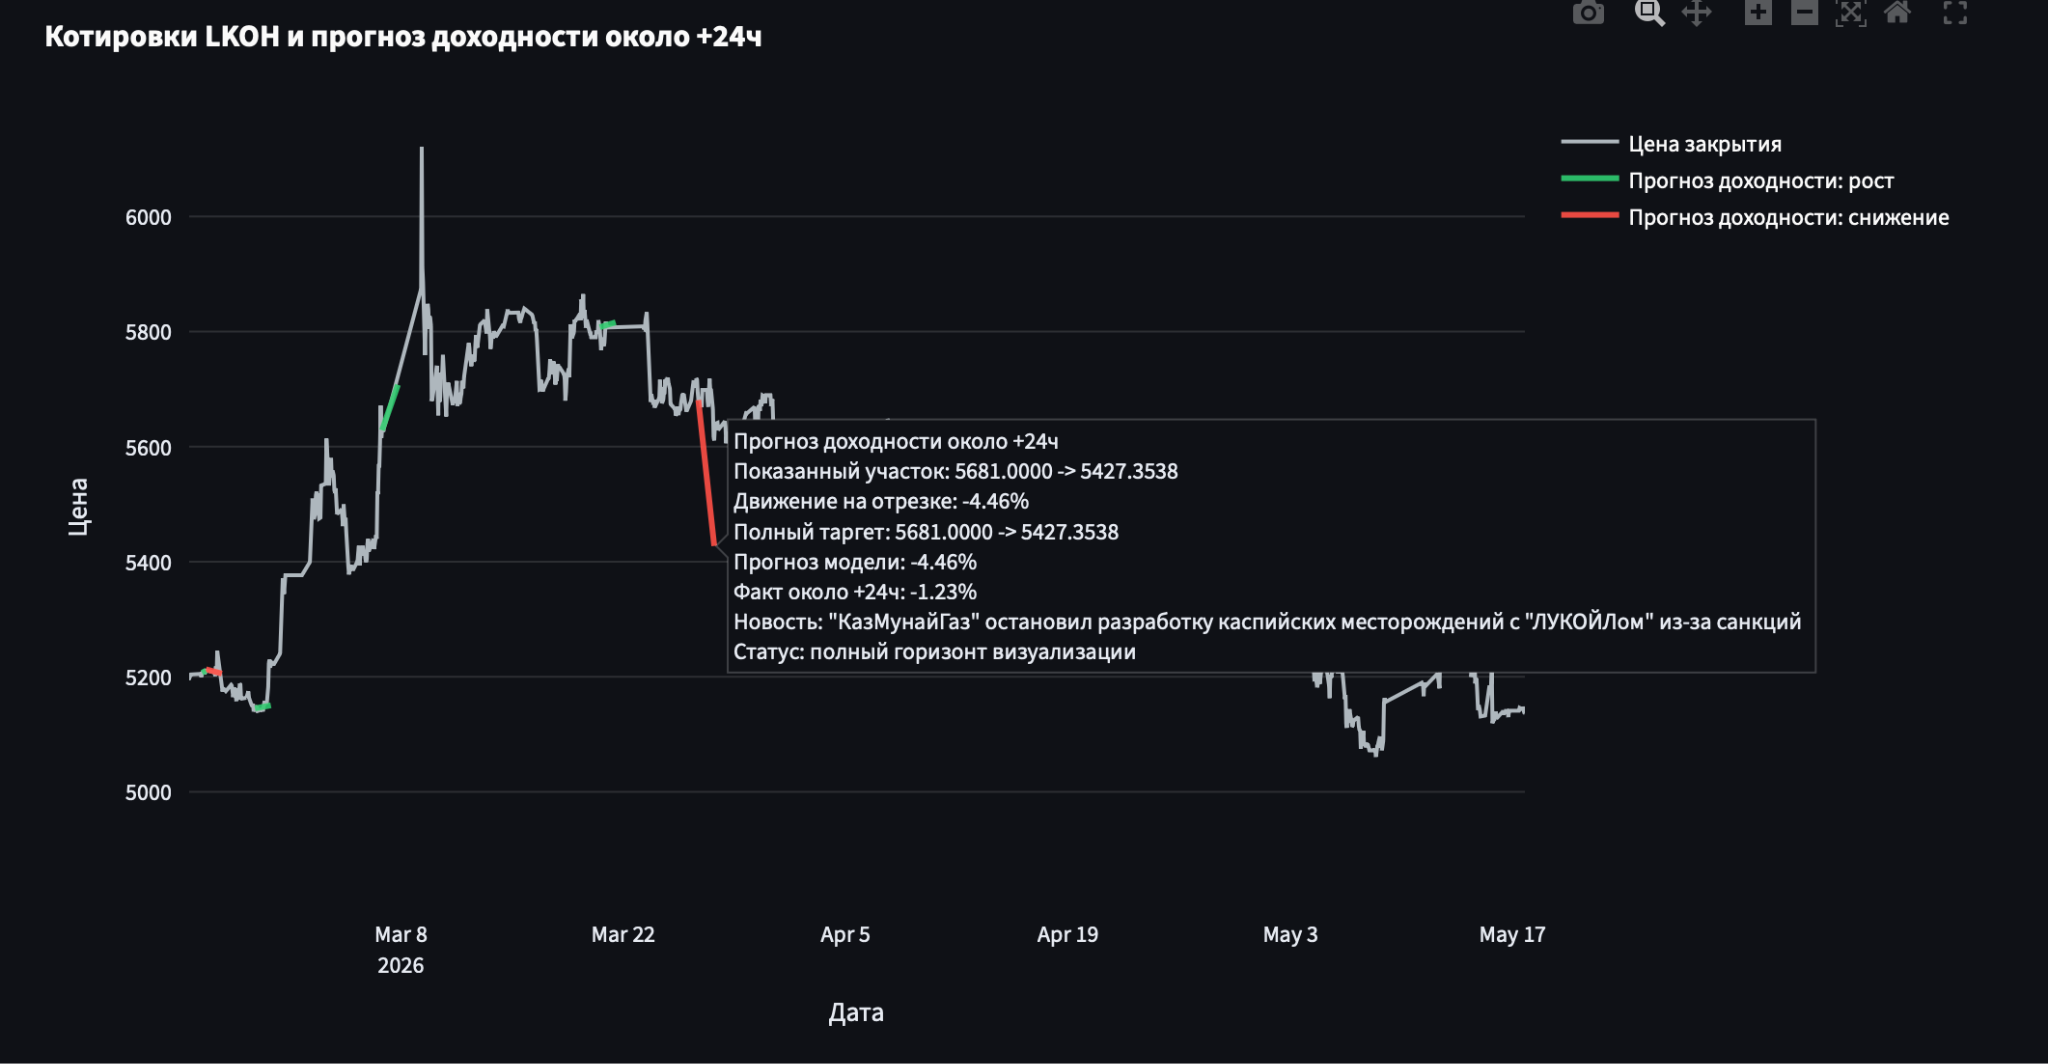 Котировки LKOH и прогноз доходности около +24ч
Цена закрытия
Прогноз доходности: рост
Прогноз доходности: снижение
6000
5800
5600
5400
5200
5000
Цена
Прогноз доходности около +24ч
Показанный участок: 5681.0000 -> 5427.3538
Движение на отрезке: -4.46%
Полный таргет: 5681.0000 -> 5427.3538
Прогноз модели: -4.46%
Факт около +24ч: -1.23%
Новость: "КазМунайГаз" остановил разработку каспийских месторождений с "ЛУКОЙЛом" из-за санкций
Статус: полный горизонт визуализации
Mar 8
2026
Mar 22
Apr 5
Apr 19
May 3
May 17
Дата